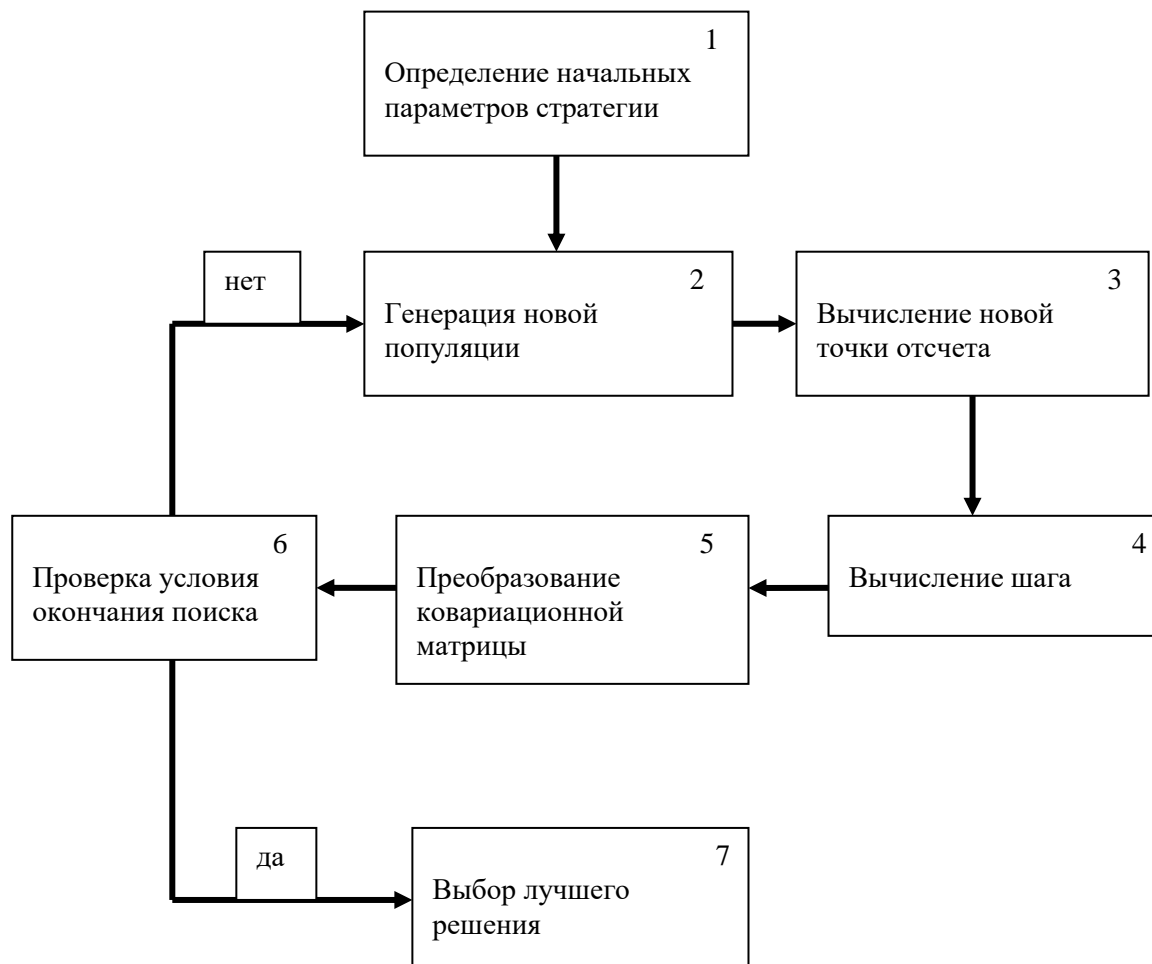 1
Определение начальных
параметров стратегии
нет
2
Генерация новой
популяции
3
Вычисление новой
точки отсчета
6
Проверка условия
окончания поиска
5
Преобразование
ковариационной
матрицы
4
Вычисление шага
да
7
Выбор лучшего
решения